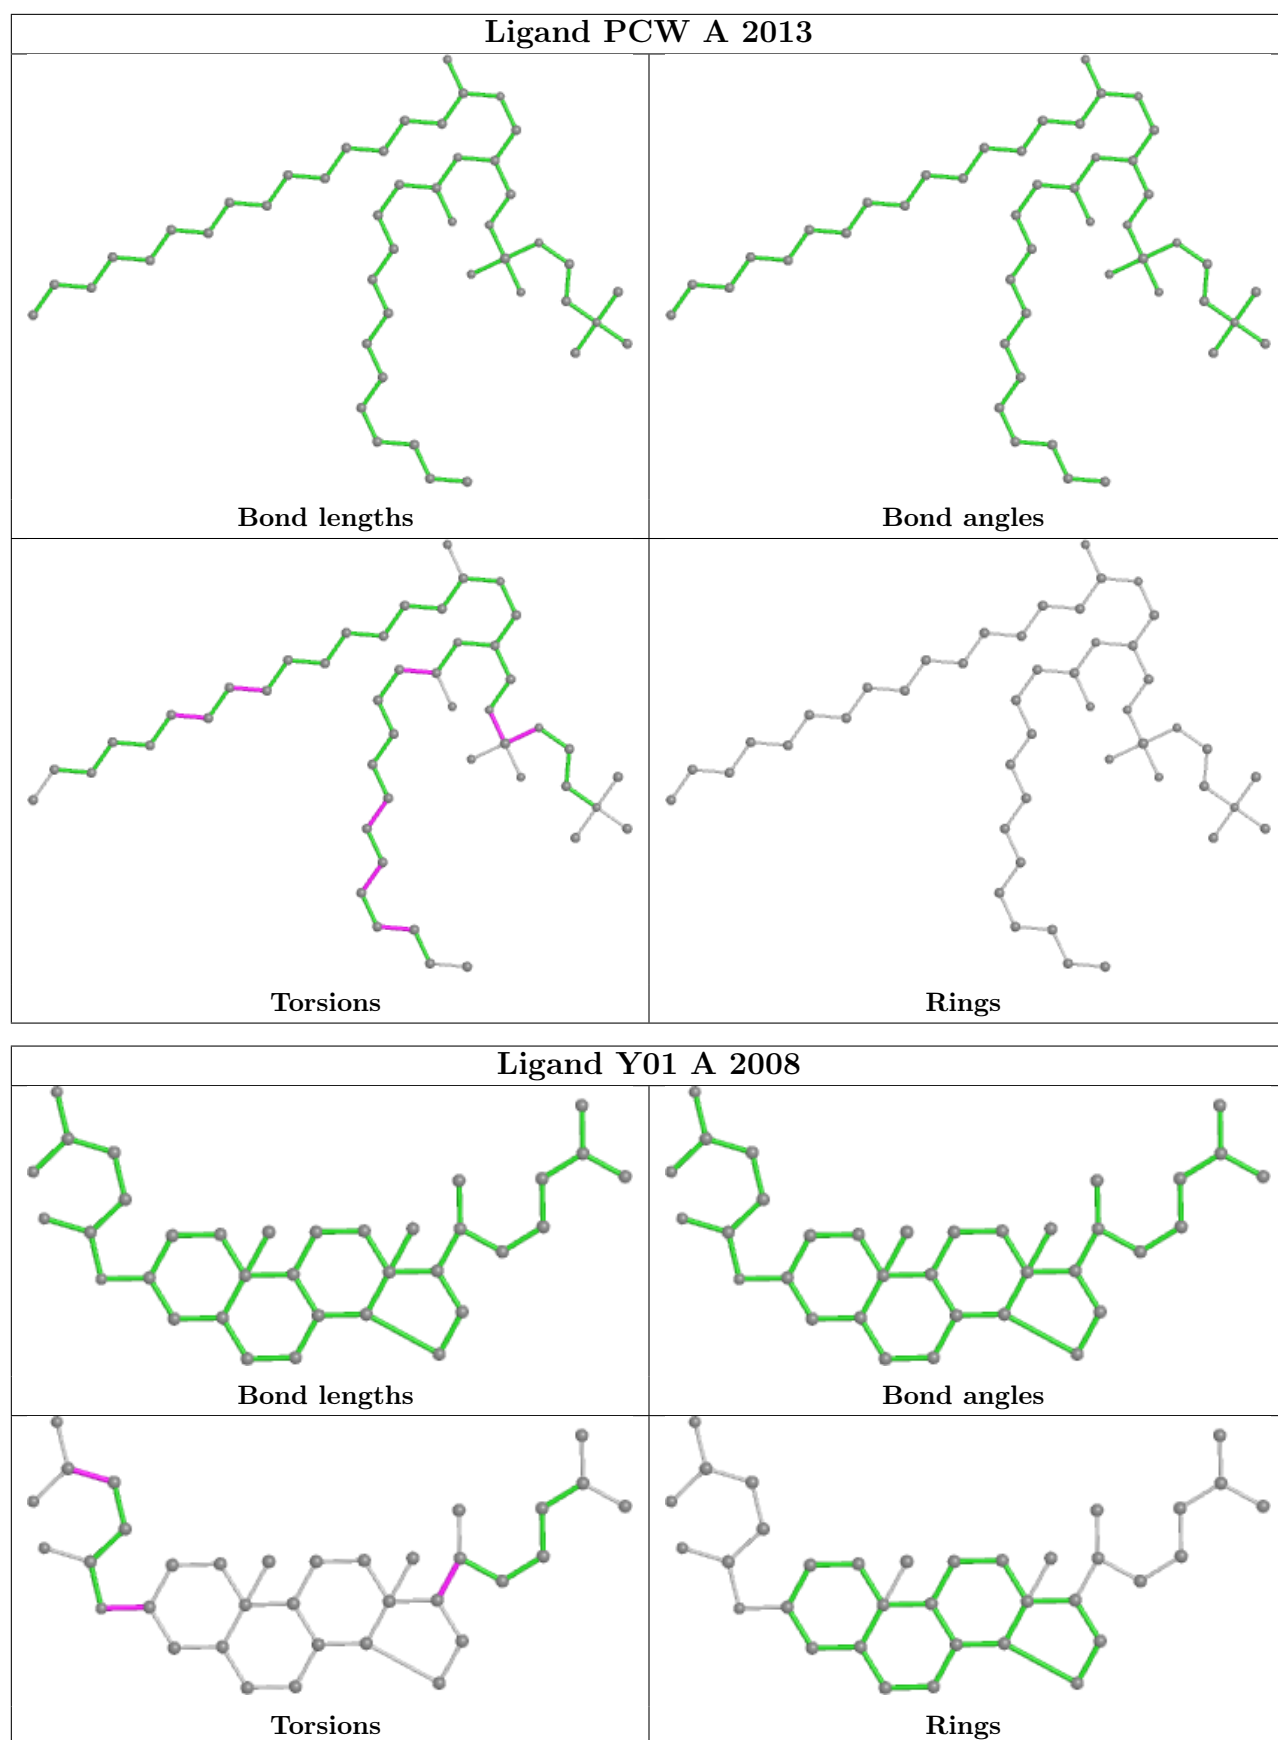 Ligand PCW A 2013
Bond lengths
Bond angles
Torsions
Rings
Ligand Y01 A 2008
Bond lengths
Bond angles
Torsions
Rings